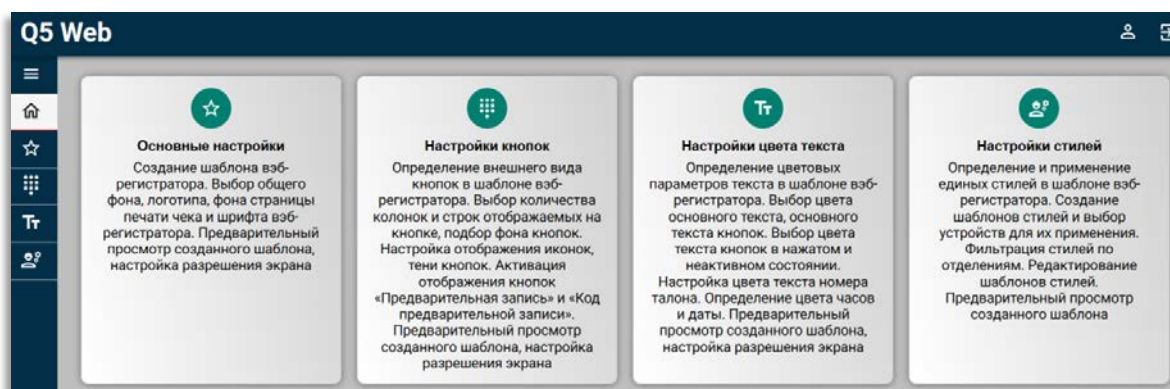 Q5 Web
Основные настройки
Создание шаблона вэб-
регистратора. Выбор общего
фона, логотипа, фона страницы
печати чека и шрифта вэб-
регистратора. Предварительный
просмотр созданного шаблона,
настройка разрешения экрана
Настройки кнопок
Определение внешнего вида
кнопок в шаблоне вэб-
регистратора. Выбор количества
колонок и строк отображаемых на
кнопке, подбор фона кнопок.
Настройка отображения иконок,
тени кнопок. Активация
отображения кнопок
«Предварительная запись» и «Код
предварительной записи».
Предварительный просмотр
созданного шаблона, настройка
разрешения экрана
Тт
Настройки цвета текста
Определение цветовых
параметров текста в шаблоне вэб-
регистратора. Выбор цвета
основного текста, основного
текста кнопок. Выбор цвета
текста кнопок в нажатом и
неактивном состоянии.
Настройка цвета текста номера
талона. Определение цвета часов
и даты. Предварительный
просмотр созданного шаблона,
настройка разрешения экрана
Настройки стилей
Определение и применение
единых стилей в шаблоне вэб-
регистратора. Создание
шаблонов стилей и выбор
устройств для их применения.
Фильтрация стилей по
отделениям. Редактирование
шаблонов стилей.
Предварительный просмотр
созданного шаблона
Тт